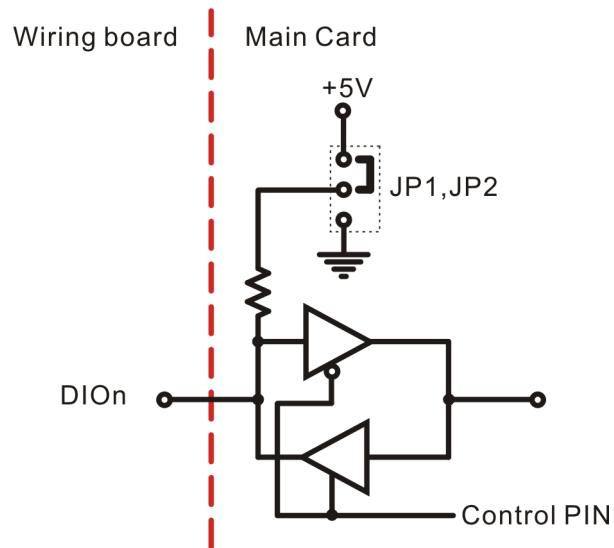 Wiring board
Main Card
+5V
JP1,JP2
DIOn
Control PIN